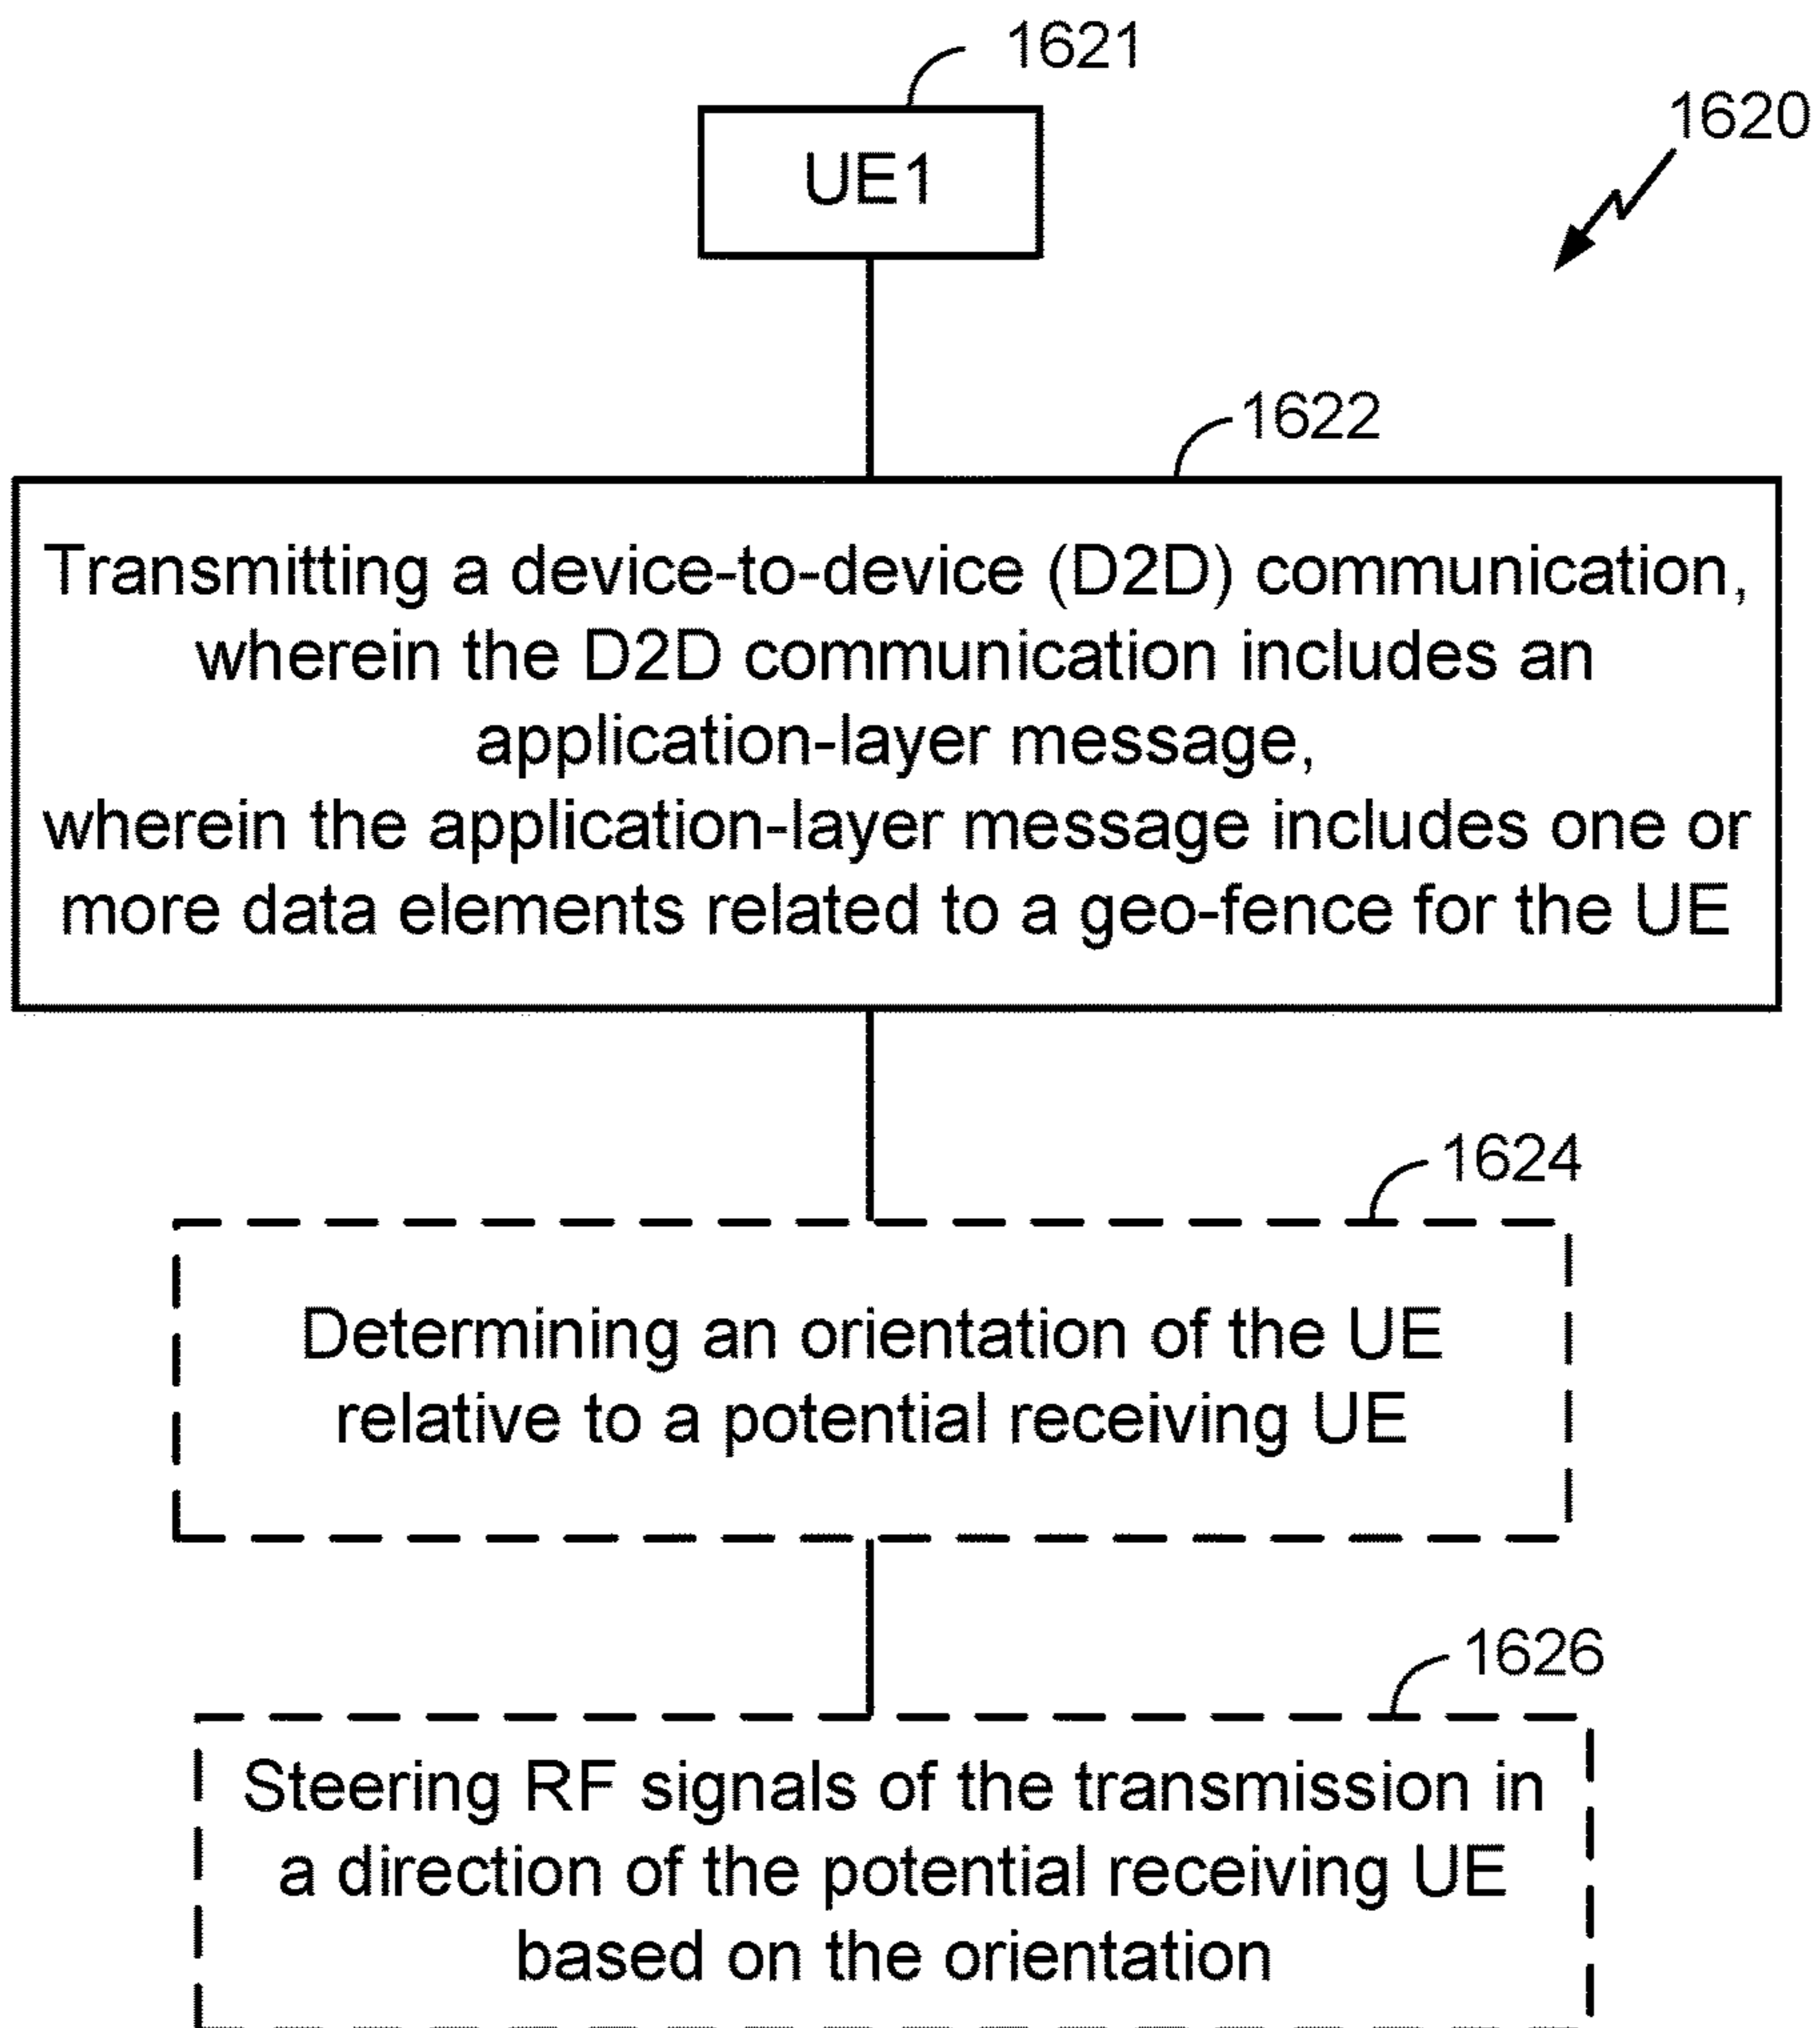 1621
1620
UE1
1622
Transmitting a device-to-device (D2D) communication,
wherein the D2D communication includes an
application-layer message,
wherein the application-layer message includes one or
more data elements related to a geo-fence for the UE
1624
Determining an orientation of the UE
relative to a potential receiving UE
1626
Steering RF signals of the transmission in
a direction of the potential receiving UE
based on the orientation